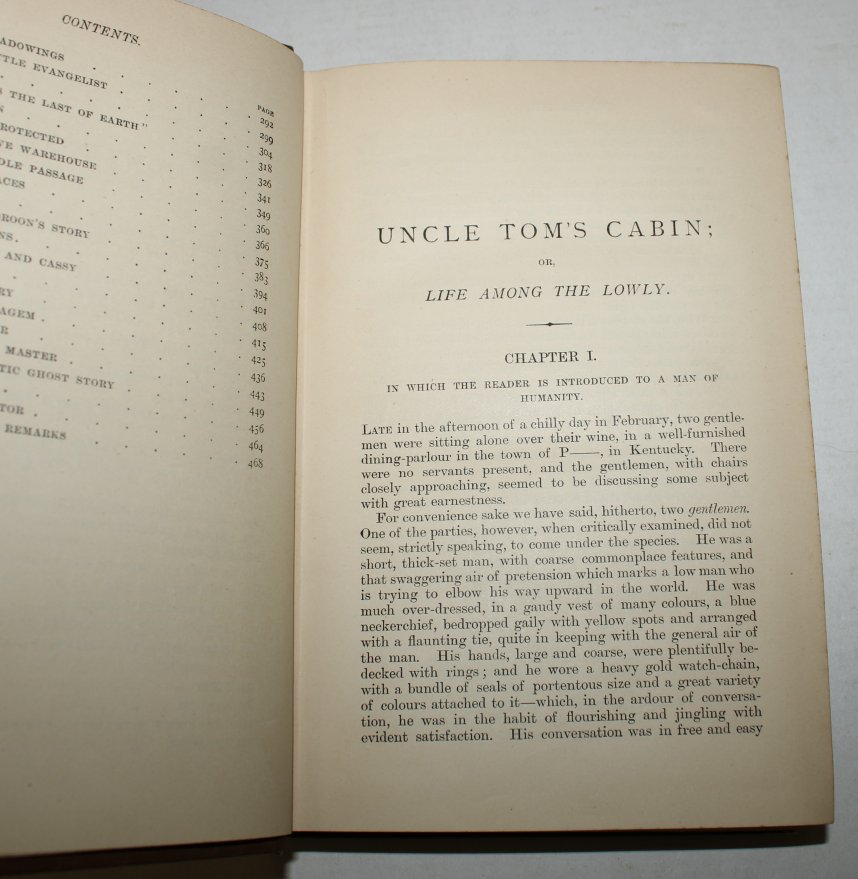 CONTENTS.
PAGE
ADOWINGS . . . . 292
TTLE EVANGELIST . . . . 299
S THE LAST OF EARTH" . . . . 304
318
ROTECTED . . . . 326
E WAREHOUSE . . . . 341
DLE PASSAGE . . . . 349
ACES . . . . 360
366
ROON'S STORY . . . . 375
NS. . . . . 383
AND CASSY . . . . 394
401
RY . . . . 408
AGEM . . . . . 415
R . . . . 425
MASTER . . . . 436
TIC GHOST STORY . . . . 443
449
TOR . . . . . 456
464
REMARKS . . . . 468
UNCLE TOM'S CABIN;
OR,
LIFE AMONG THE LOWLY.
CHAPTER I.
IN WHICH THE READER IS INTRODUCED TO A MAN OF
HUMANITY.
LATE in the afternoon of a chilly day in February, two gentle-
men were sitting alone over their wine, in a well-furnished
dining-parlour in the town of P——, in Kentucky. There
were no servants present, and the gentlemen, with chairs
closely approaching, seemed to be discussing some subject
with great earnestness.
For convenience sake we have said, hitherto, two gentlemen.
One of the parties, however, when critically examined, did not
seem, strictly speaking, to come under the species. He was a
short, thick-set man, with coarse commonplace features, and
that swaggering air of pretension which marks a low man who
is trying to elbow his way upward in the world. He was
much over-dressed, in a gaudy vest of many colours, a blue
neckerchief, bedropped gaily with yellow spots and arranged
with a flaunting tie, quite in keeping with the general air of
the man. His hands, large and coarse, were plentifully be-
decked with rings; and he wore a heavy gold watch-chain,
with a bundle of seals of portentous size and a great variety
of colours attached to it—which, in the ardour of conversa-
tion, he was in the habit of flourishing and jingling with
evident satisfaction. His conversation was in free and easy